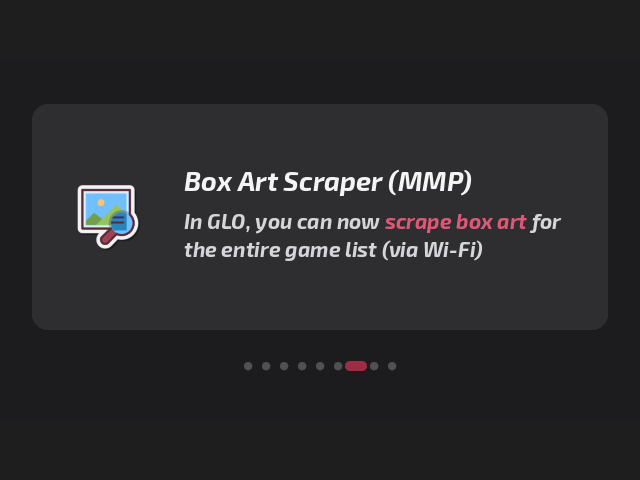 Box Art Scraper (MMP)
In GLO, you can now scrape box art for
the entire game list (via Wi-Fi)